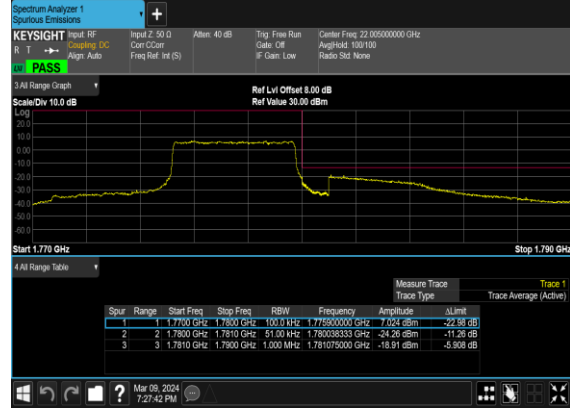 Spectrum Analyzer 1
Spurious Emissions
+
KEYSIGHT Input: RF Input Z: 50 Ω Atten: 40 dB Trig: Free Run Center Freq: 22.005000000 GHz
R T Coupling: DC Corr CCorr Gate: Off Avg|Hold: 100/100
Align: Auto Freq Ref: Int (S) IF Gain: Low Radio Std: None
PASS
3 All Range Graph
Ref Lvl Offset 8.00 dB
Scale/Div 10.0 dB Ref Value 30.00 dBm
Log
20.0
10.0
0.00
-10.0
-20.0
-30.0
-40.0
-50.0
-60.0
Start 1.770 GHz Stop 1.790 GHz
4 All Range Table
Measure Trace Trace 1
Trace Type Trace Average (Active)
Spur Range Start Freq Stop Freq RBW Frequency Amplitude ΔLimit
1 1 1.7700 GHz 1.7800 GHz 100.0 kHz 1.775900000 GHz 7.024 dBm -22.98 dB
2 2 1.7800 GHz 1.7810 GHz 51.00 kHz 1.780038333 GHz -24.26 dBm -11.26 dB
3 3 1.7810 GHz 1.7900 GHz 1.000 MHz 1.781075000 GHz -18.91 dBm -5.908 dB
?
Mar 09, 2024
7:27:42 PM